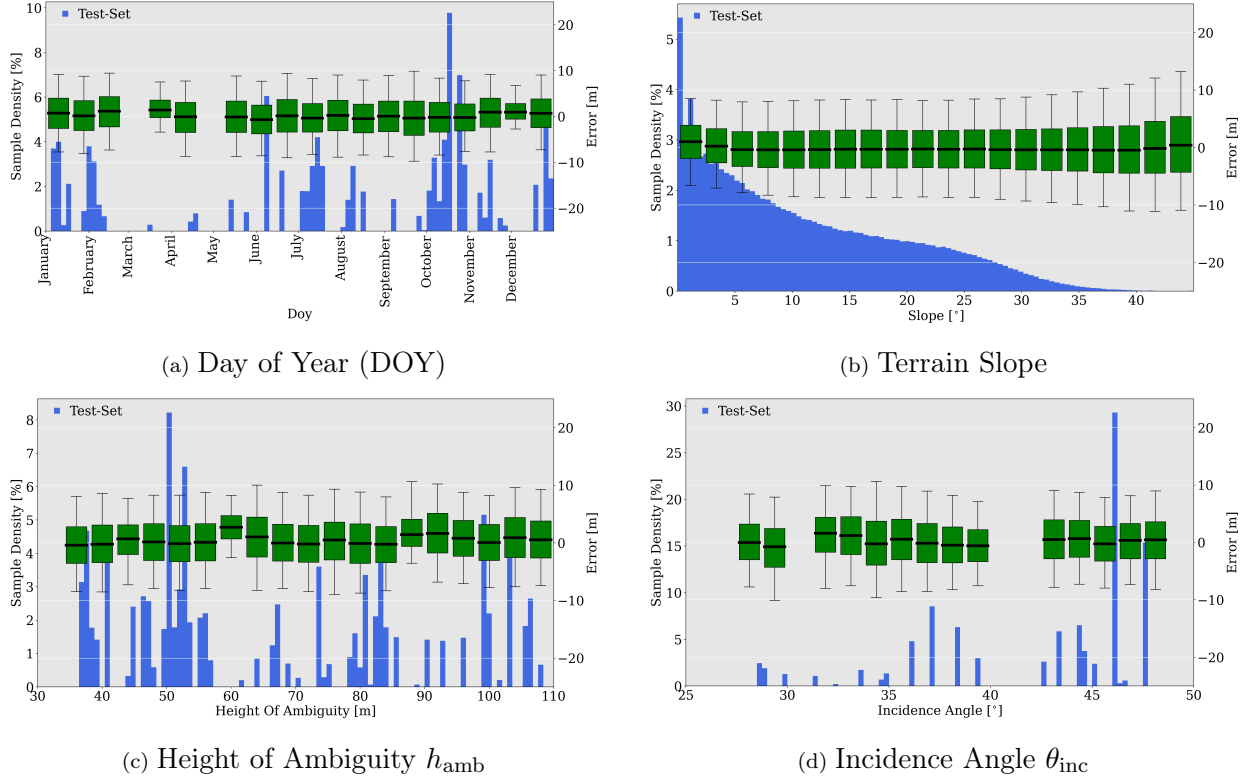 Test-Set
Sample Density [%]
10
8
6
4
2
0
20
10
0
−10
−20
Error [m]
January
February
March
April
May
June
July
August
September
October
November
December
Doy
(a) Day of Year (DOY)
Test-Set
Sample Density [%]
5
4
3
2
1
0
20
10
0
−10
−20
Error [m]
5 10 15 20 25 30 35 40
Slope [°]
(b) Terrain Slope
Test-Set
Sample Density [%]
8
7
6
5
4
3
2
1
0
20
10
0
−10
−20
Error [m]
30 40 50 60 70 80 90 100 110
Height Of Ambiguity [m]
(c) Height of Ambiguity h_amb
Test-Set
Sample Density [%]
30
25
20
15
10
5
0
20
10
0
−10
−20
Error [m]
25 30 35 40 45 50
Incidence Angle [°]
(d) Incidence Angle θ_inc